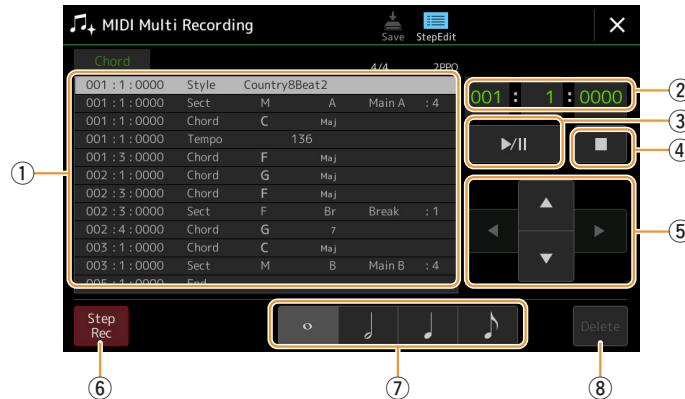 MIDI Multi Recording
Save
StepEdit
Chord
4/4
2PPQ
001 : 1 : 0000 Style Country8Beat2
001 : 1 : 0000 Sect M A Main A : 4
001 : 1 : 0000 Chord C Maj
001 : 1 : 0000 Tempo 136
001 : 3 : 0000 Chord F Maj
002 : 1 : 0000 Chord G Maj
002 : 3 : 0000 Chord F Maj
002 : 3 : 0000 Sect F Br Break : 1
002 : 4 : 0000 Chord G 7
003 : 1 : 0000 Chord C Maj
003 : 1 : 0000 Sect M B Main B : 4
005 : 1 : 0000 End
001 : 1 : 0000
Step
Rec
Delete
①
②
③
④
⑤
⑥
⑦
⑧